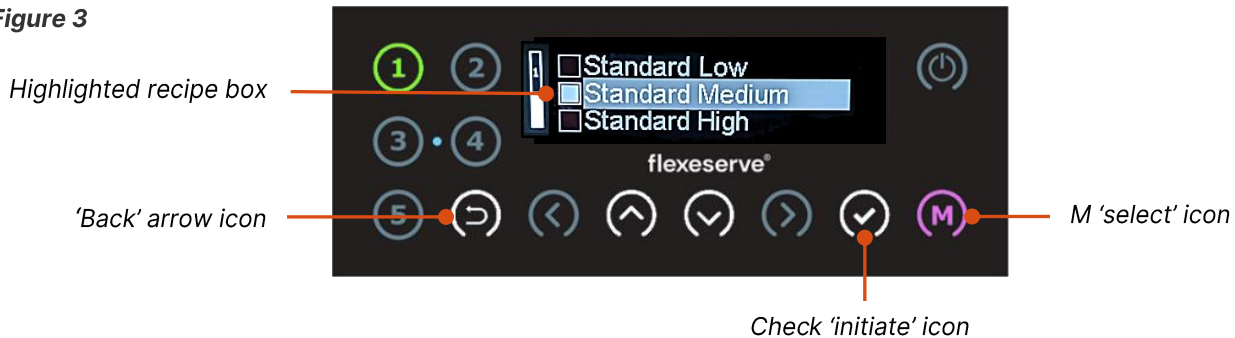 Figure 3
Highlighted recipe box
'Back' arrow icon
1
2
3
4
5
1
Standard Low
Standard Medium
Standard High
flexeserve®
M
M 'select' icon
Check 'initiate' icon